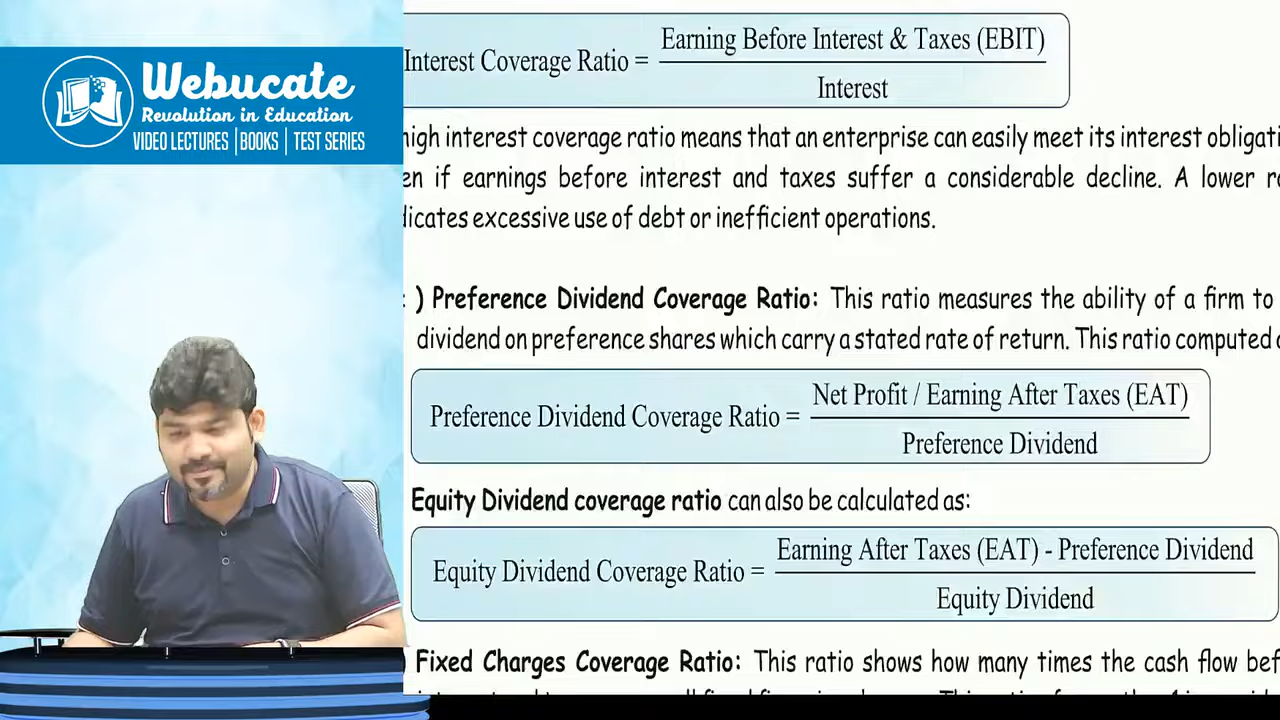 Webucate
Revolution in Education
VIDEO LECTURES | BOOKS | TEST SERIES
Interest Coverage Ratio = Earning Before Interest & Taxes (EBIT)
Interest
high interest coverage ratio means that an enterprise can easily meet its interest obligati
en if earnings before interest and taxes suffer a considerable decline. A lower
dicates excessive use of debt or inefficient operations.
) Preference Dividend Coverage Ratio: This ratio measures the ability of a firm to
dividend on preference shares which carry a stated rate of return. This ratio computed
Preference Dividend Coverage Ratio = Net Profit / Earning After Taxes (EAT)
Preference Dividend
Equity Dividend coverage ratio can also be calculated as:
Equity Dividend Coverage Ratio = Earning After Taxes (EAT) - Preference Dividend
Equity Dividend
Fixed Charges Coverage Ratio: This ratio shows how many times the cash flow bef